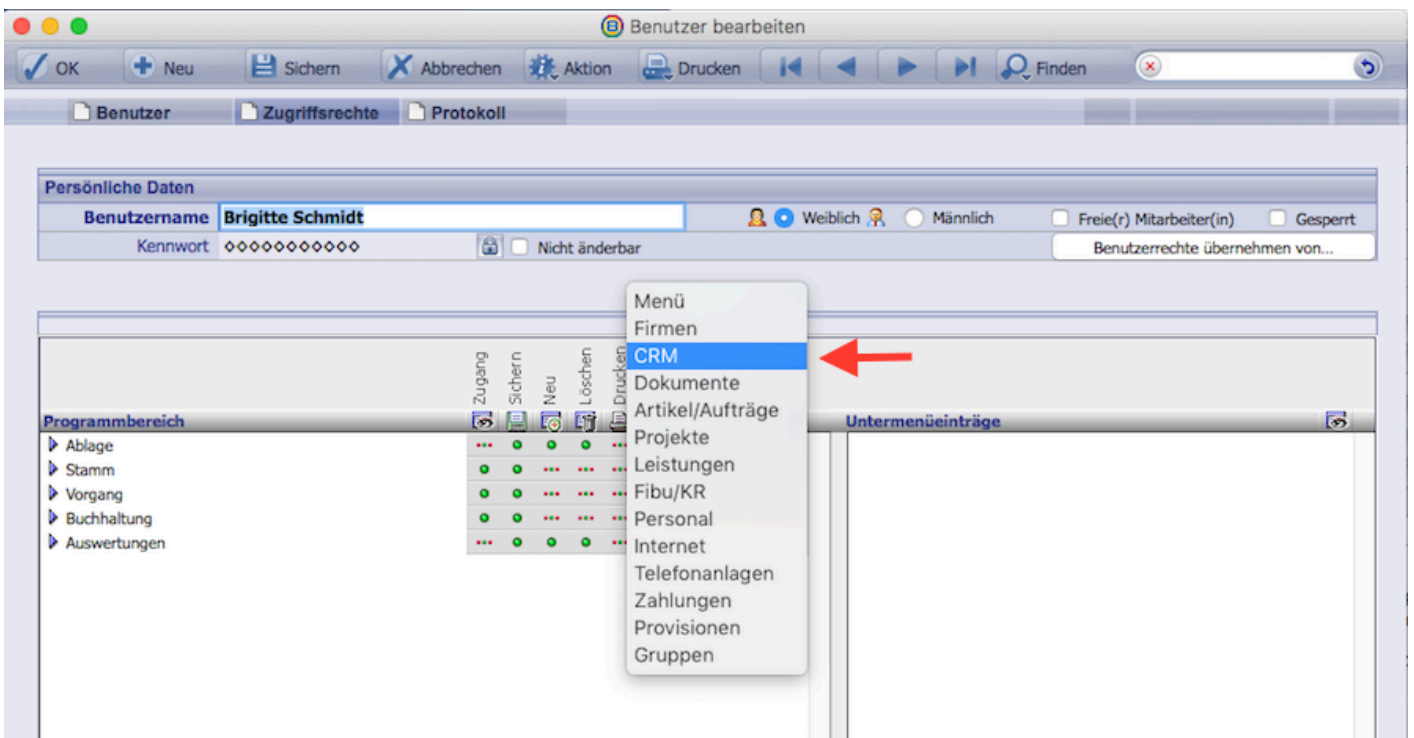 Benutzer bearbeiten
OK Neu Sichern Abbrechen Aktion Drucken Finden
Benutzer Zugriffsrechte Protokoll
Persönliche Daten
Benutzername Brigitte Schmidt Weiblich Männlich Freie(r) Mitarbeiter(in) Gesperrt
Kennwort ◇◇◇◇◇◇◇◇◇◇◇ Nicht änderbar Benutzerrechte übernehmen von...
Menü
Firmen
CRM
Dokumente
Artikel/Aufträge
Projekte
Leistungen
Fibu/KR
Personal
Internet
Telefonanlagen
Zahlungen
Provisionen
Gruppen
Zugang
Sichern
Neu
Löschen
Drucken
Programmbereich Untermenüeinträge
Ablage
Stamm
Vorgang
Buchhaltung
Auswertungen